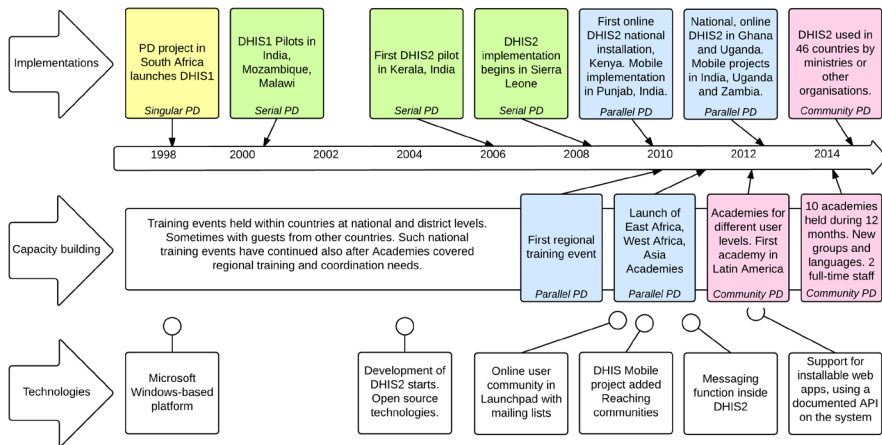 Implementations
PD project in
South Africa
launches DHIS1
Singular PD
DHIS1 Pilots in
India,
Mozambique,
Malawi
Serial PD
First DHIS2 pilot
in Kerala, India
Serial PD
DHIS2
implementation
begins in Sierra
Leone
Serial PD
First online
DHIS2 national
installation,
Kenya. Mobile
implementation
in Punjab, India.
Parallel PD
National, online
DHIS2 in Ghana
and Uganda.
Mobile projects
in India, Uganda
and Zambia.
Parallel PD
DHIS2 used in
46 countries by
ministries or
other
organisations.
Community PD
1998 2000 2002 2004 2006 2008 2010 2012 2014
Capacity building
Training events held within countries at national and district levels.
Sometimes with guests from other countries. Such national
training events have continued also after Academies covered
regional training and coordination needs.
First regional
training event
Parallel PD
Launch of
East Africa,
West Africa,
Asia
Academies
Parallel PD
Academies for
different user
levels. First
academy in
Latin America
Community PD
10 academies
held during 12
months. New
groups and
languages. 2
full-time staff
Community PD
Technologies
Microsoft
Windows-based
platform
Development of
DHIS2 starts.
Open source
technologies.
Online user
community in
Launchpad with
mailing lists
DHIS Mobile
project added
Reaching
communities
Messaging
function inside
DHIS2
Support for
installable web
apps, using a
documented API
on the system